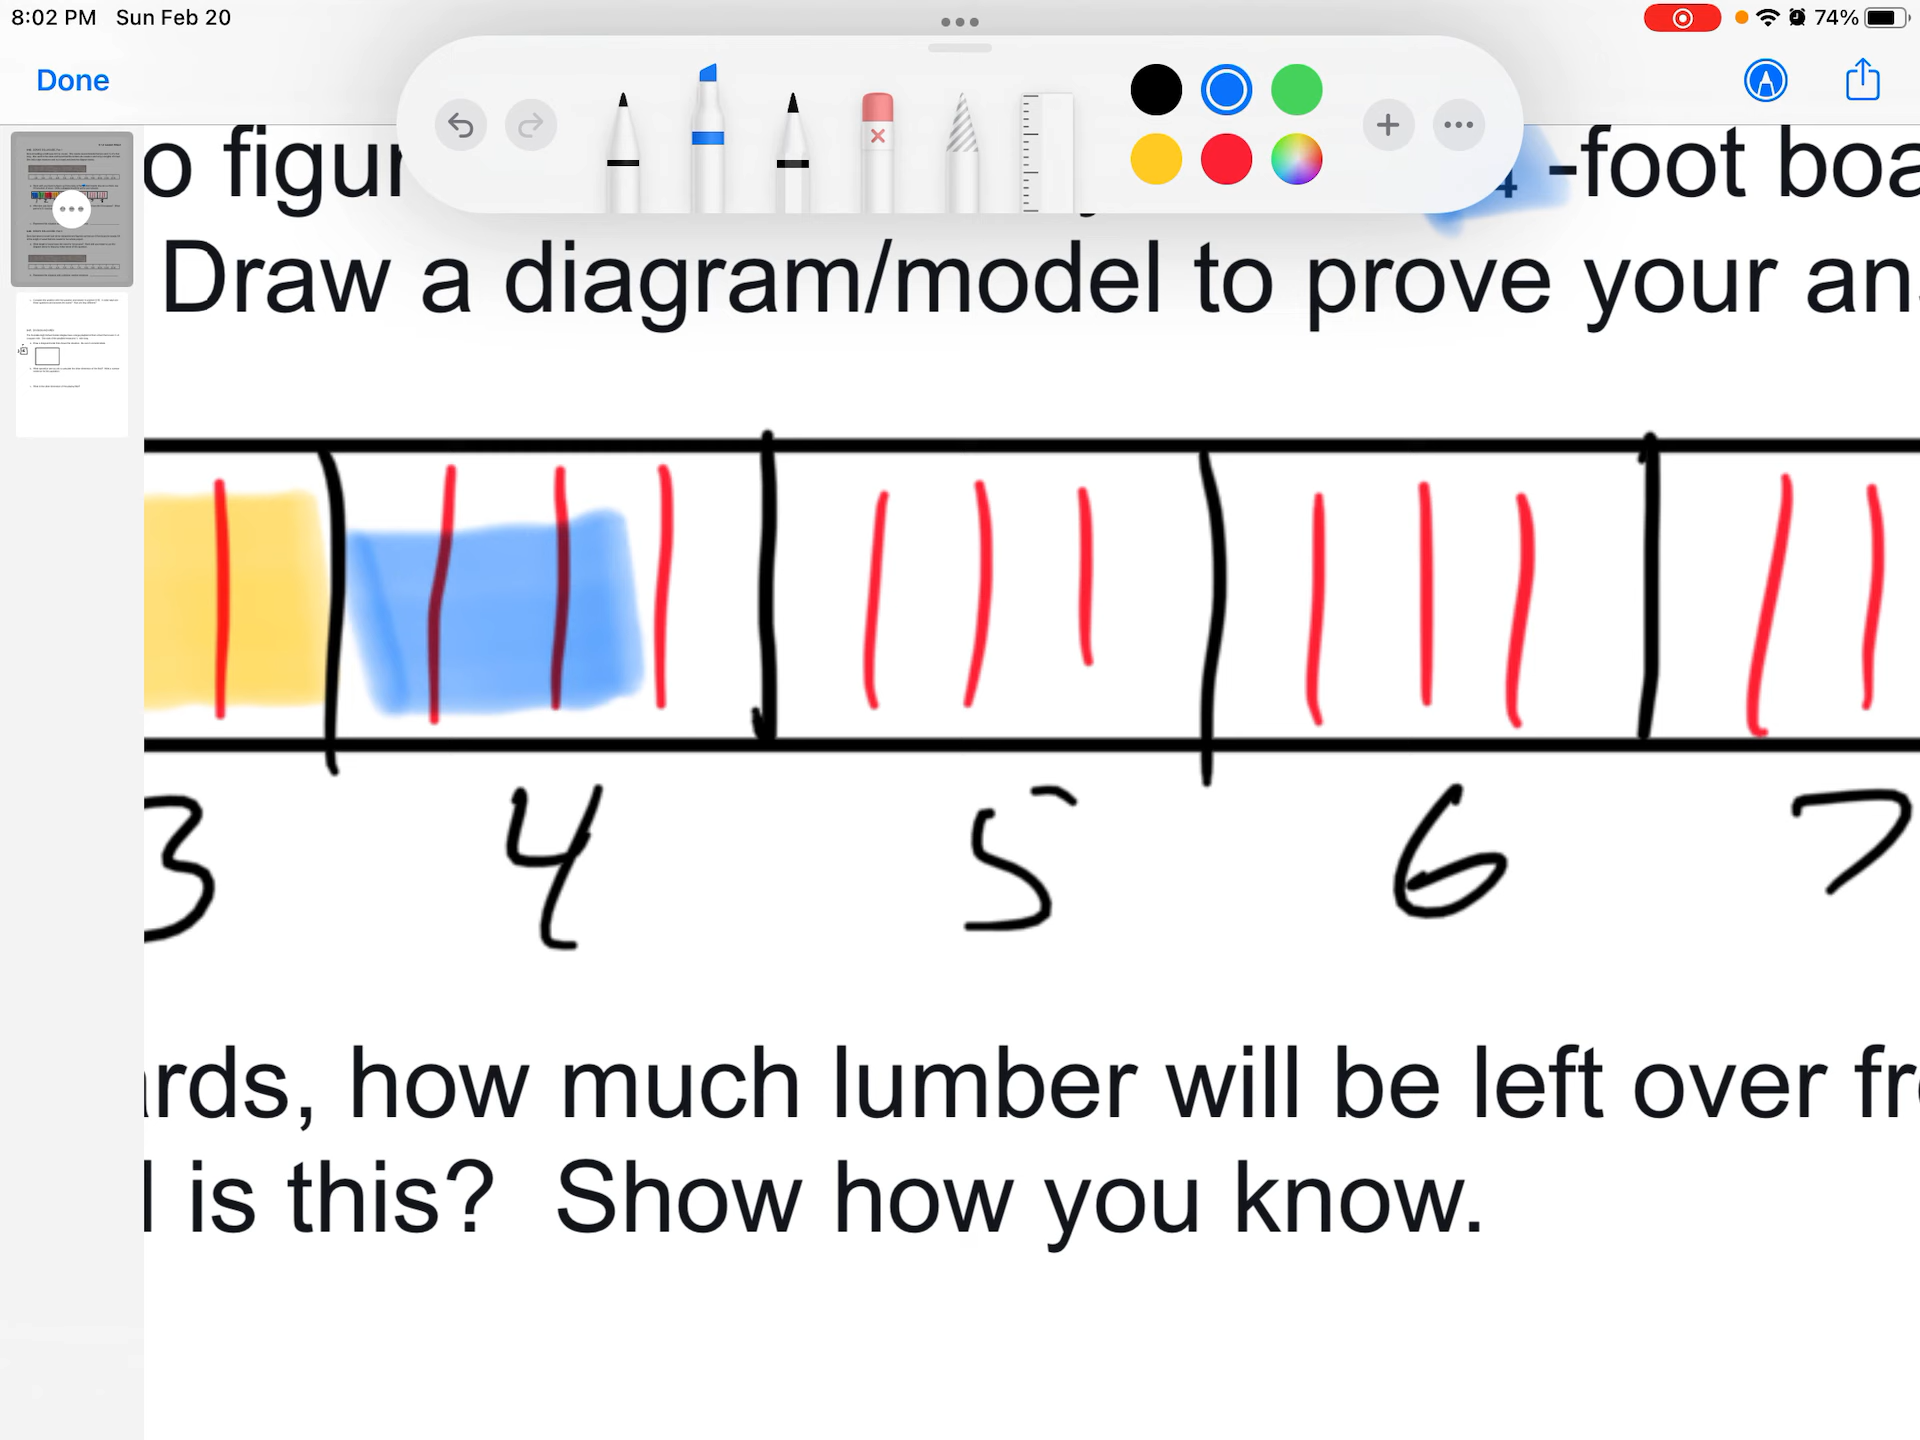 8:02 PM Sun Feb 20 74%
Done
o figur 4 -foot boa
Draw a diagram/model to prove your an
3 4 5 6 7
rds, how much lumber will be left over fr
is this? Show how you know.